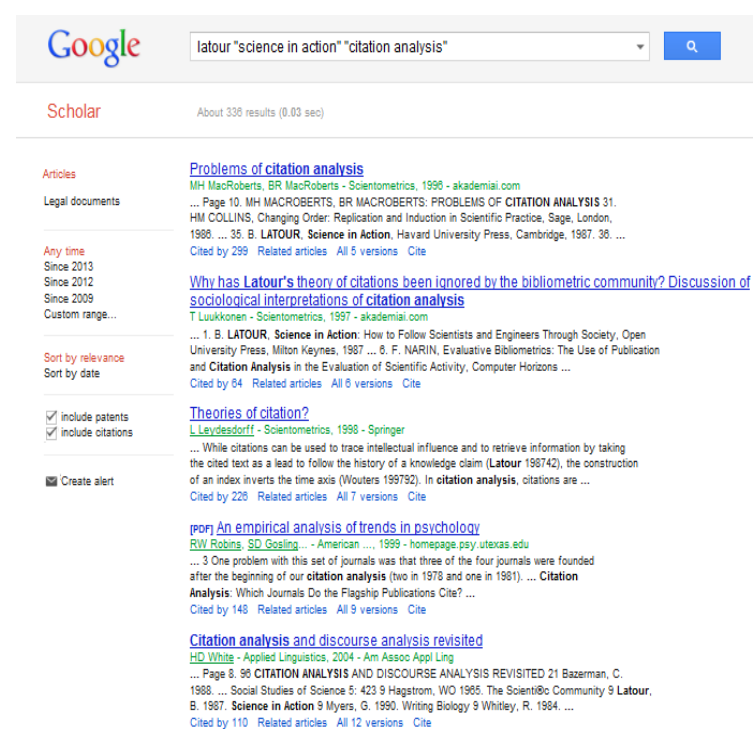 Google
latour "science in action" "citation analysis"
Scholar
About 336 results (0.03 sec)
Articles
Legal documents
Any time
Since 2013
Since 2012
Since 2009
Custom range...
Sort by relevance
Sort by date
include patents
include citations
Create alert
Problems of citation analysis
MH MacRoberts, BR MacRoberts - Scientometrics, 1996 - akademiai.com
... Page 10. MH MACROBERTS, BR MACROBERTS: PROBLEMS OF CITATION ANALYSIS 31.
HM COLLINS, Changing Order: Replication and Induction in Scientific Practice, Sage, London,
1986. ... 35. B. LATOUR, Science in Action, Havard University Press, Cambridge, 1987. 36. ...
Cited by 299 Related articles All 5 versions Cite
Why has Latour's theory of citations been ignored by the bibliometric community? Discussion of
sociological interpretations of citation analysis
T Luukkonen - Scientometrics, 1997 - akademiai.com
... 1. B. LATOUR, Science in Action: How to Follow Scientists and Engineers Through Society, Open
University Press, Milton Keynes, 1987 ... 6. F. NARIN, Evaluative Bibliometrics: The Use of Publication
and Citation Analysis in the Evaluation of Scientific Activity, Computer Horizons ...
Cited by 64 Related articles All 6 versions Cite
Theories of citation?
L Leydesdorff - Scientometrics, 1998 - Springer
... While citations can be used to trace intellectual influence and to retrieve information by taking
the cited text as a lead to follow the history of a knowledge claim (Latour 198742), the construction
of an index inverts the time axis (Wouters 199792). In citation analysis, citations are ...
Cited by 226 Related articles All 7 versions Cite
[PDF] An empirical analysis of trends in psychology
RW Robins, SD Gosling... - American ..., 1999 - homepage.psy.utexas.edu
... 3 One problem with this set of journals was that three of the four journals were founded
after the beginning of our citation analysis (two in 1978 and one in 1981). ... Citation
Analysis: Which Journals Do the Flagship Publications Cite? ...
Cited by 148 Related articles All 9 versions Cite
Citation analysis and discourse analysis revisited
HD White - Applied Linguistics, 2004 - Am Assoc Appl Ling
... Page 8. 96 CITATION ANALYSIS AND DISCOURSE ANALYSIS REVISITED 21 Bazerman, C.
1988. ... Social Studies of Science 5: 423 9 Hagstrom, WO 1965. The Scienti®c Community 9 Latour,
B. 1987. Science in Action 9 Myers, G. 1990. Writing Biology 9 Whitley, R. 1984. ...
Cited by 110 Related articles All 12 versions Cite